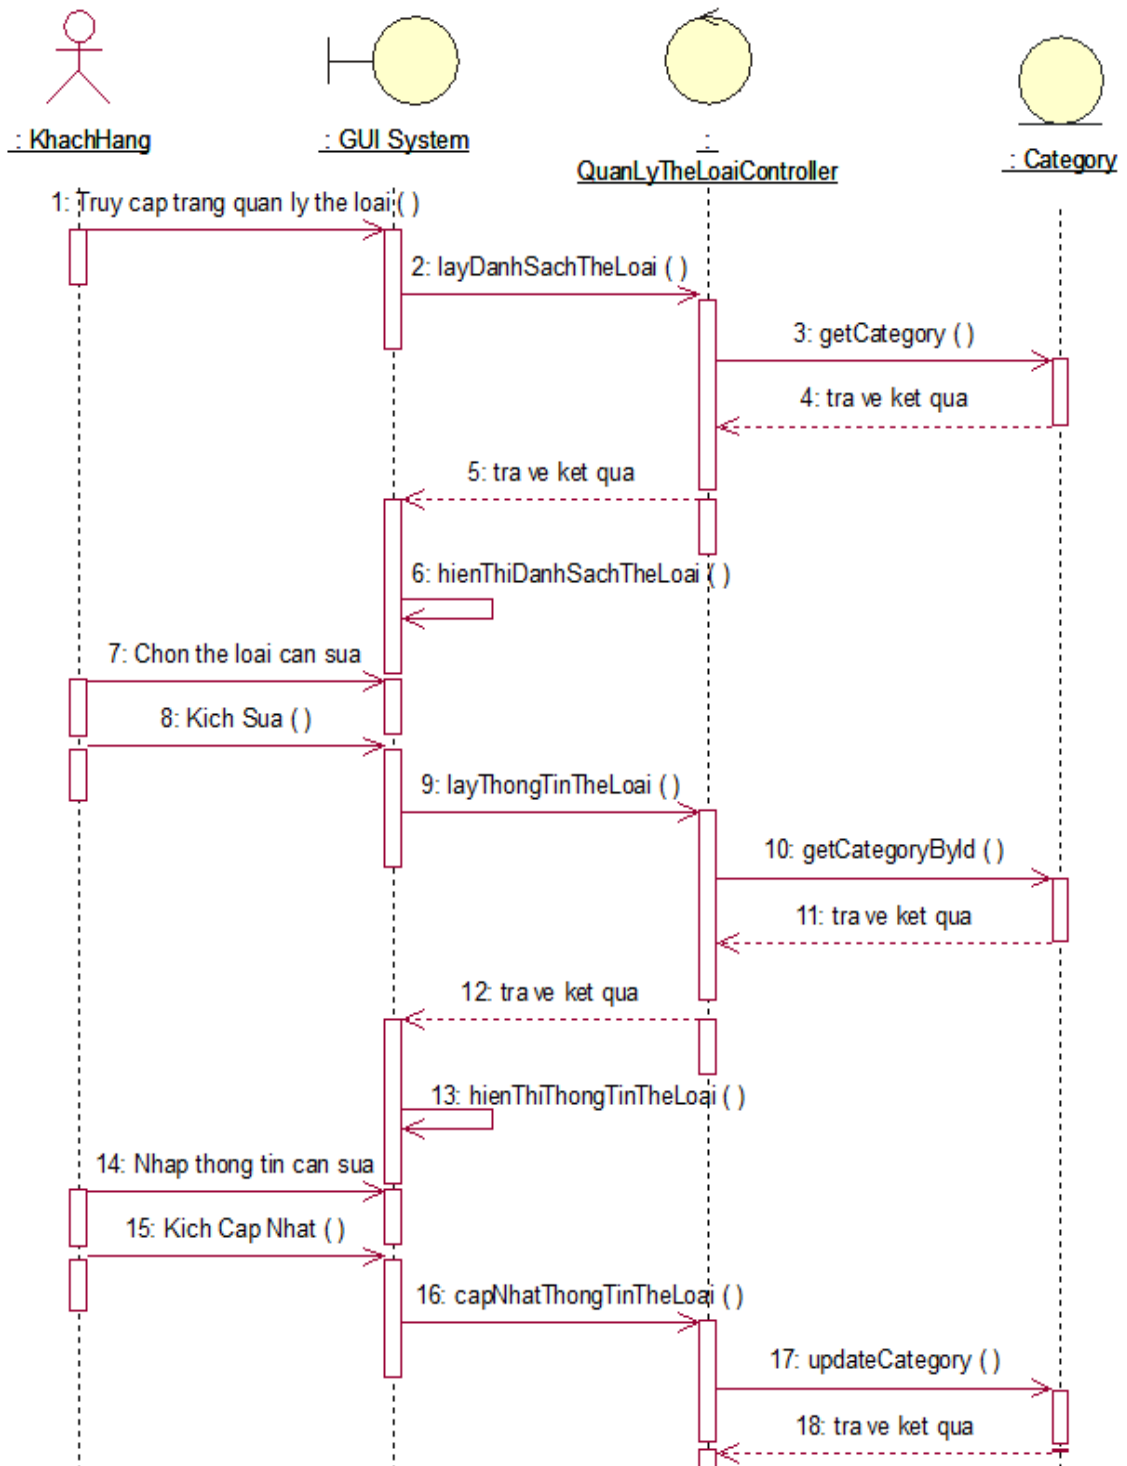 : KhachHang
: GUI System
:
QuanLyTheLoaiController
: Category
1: Truy cap trang quan ly the loai ( )
2: layDanhSachTheLoai ( )
3: getCategory ( )
4: tra ve ket qua
5: tra ve ket qua
6: hienThiDanhSachTheLoai ( )
7: Chon the loai can sua
8: Kich Sua ( )
9: layThongTinTheLoai ( )
10: getCategoryById ( )
11: tra ve ket qua
12: tra ve ket qua
13: hienThiThongTinTheLoai ( )
14: Nhap thong tin can sua
15: Kich Cap Nhat ( )
16: capNhatThongTinTheLoai ( )
17: updateCategory ( )
18: tra ve ket qua